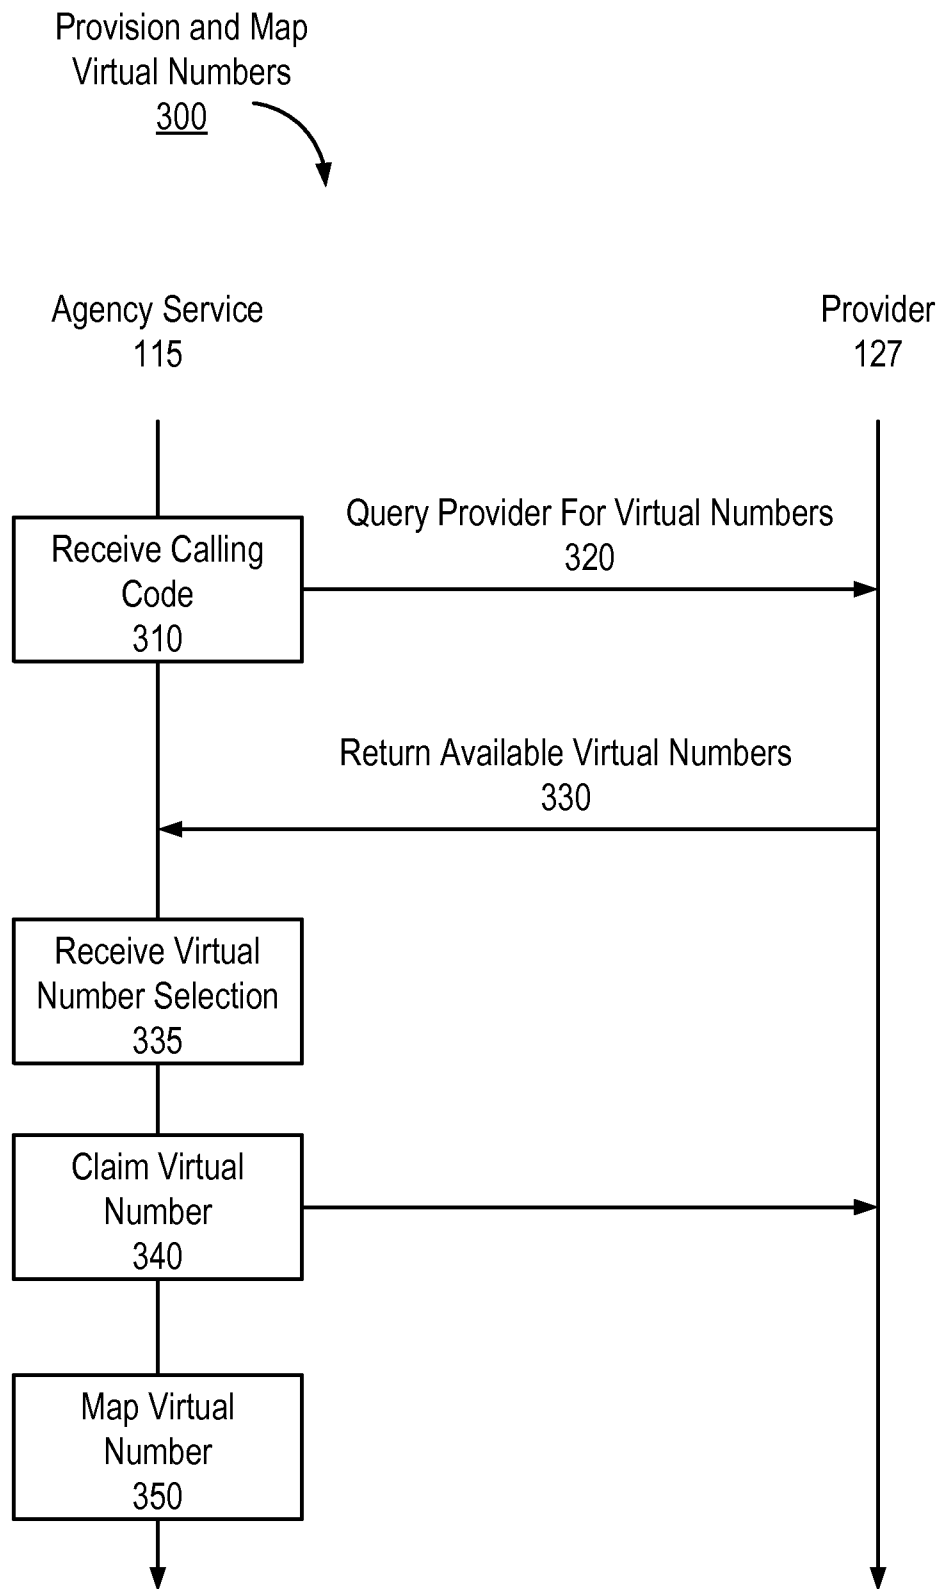 Provision and Map
Virtual Numbers
300
Agency Service
115
Provider
127
Receive Calling
Code
310
Query Provider For Virtual Numbers
320
Return Available Virtual Numbers
330
Receive Virtual
Number Selection
335
Claim Virtual
Number
340
Map Virtual
Number
350